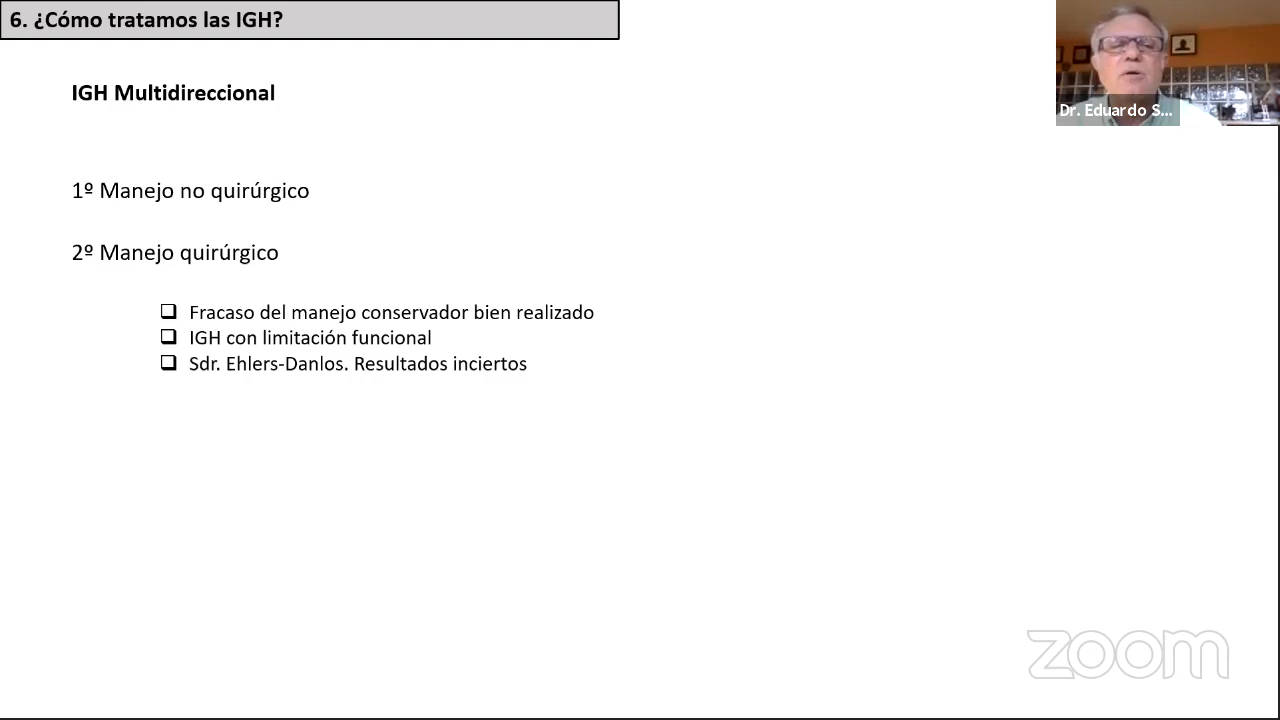 6. ¿Cómo tratamos las IGH?
Dr. Eduardo S...
IGH Multidireccional
1º Manejo no quirúrgico
2º Manejo quirúrgico
❑ Fracaso del manejo conservador bien realizado
❑ IGH con limitación funcional
❑ Sdr. Ehlers-Danlos. Resultados inciertos
zoom